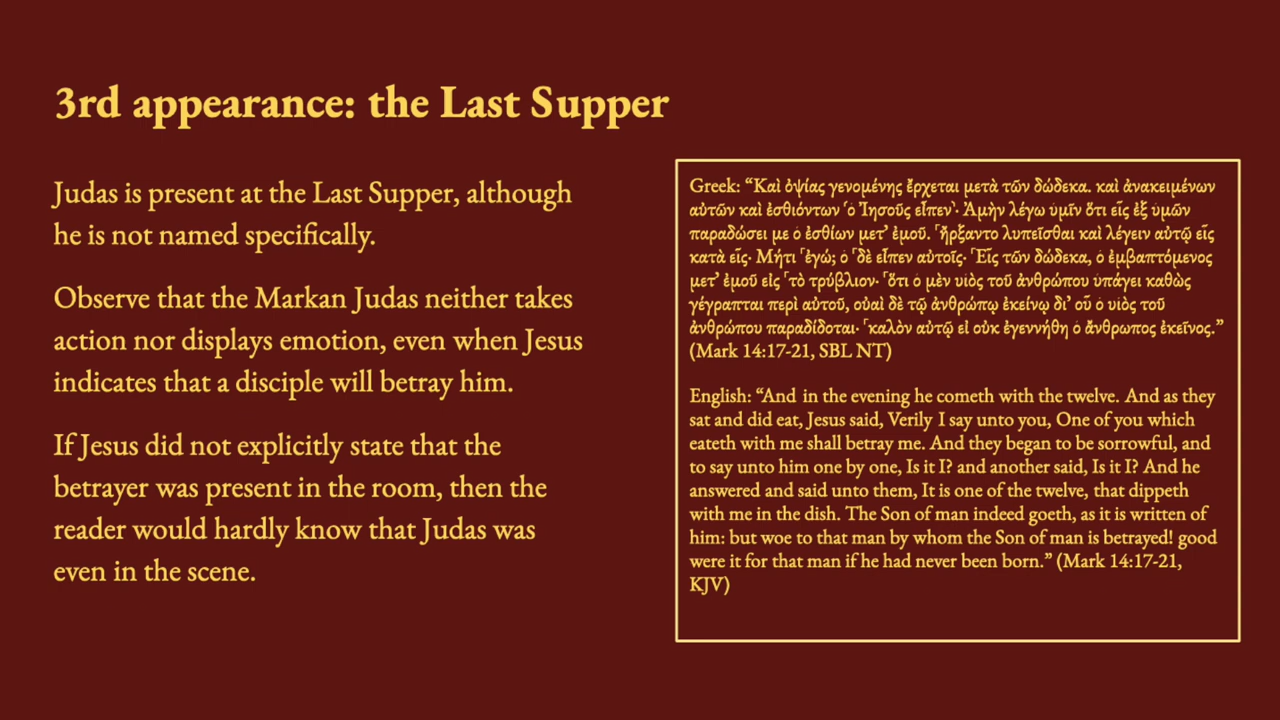 3rd appearance: the Last Supper
Judas is present at the Last Supper, although
he is not named specifically.
Observe that the Markan Judas neither takes
action nor displays emotion, even when Jesus
indicates that a disciple will betray him.
If Jesus did not explicitly state that the
betrayer was present in the room, then the
reader would hardly know that Judas was
even in the scene.
Greek: “Καὶ ὀψίας γενομένης ἔρχεται μετὰ τῶν δώδεκα. καὶ ἀνακειμένων
αὐτῶν καὶ ἐσθιόντων ⸂ὁ Ἰησοῦς εἶπεν⸃· Ἀμὴν λέγω ὑμῖν ὅτι εἷς ἐξ ὑμῶν
παραδώσει με ὁ ἐσθίων μετ’ ἐμοῦ. ⸀ἤρξαντο λυπεῖσθαι καὶ λέγειν αὐτῷ εἷς
κατὰ εἷς· Μήτι ⸀ἐγώ; ὁ ⸀δὲ εἶπεν αὐτοῖς· ⸀Εἷς τῶν δώδεκα, ὁ ἐμβαπτόμενος
μετ’ ἐμοῦ εἰς ⸀τὸ τρύβλιον· ⸀ὅτι ὁ μὲν υἱὸς τοῦ ἀνθρώπου ὑπάγει καθὼς
γέγραπται περὶ αὐτοῦ, οὐαὶ δὲ τῷ ἀνθρώπῳ ἐκείνῳ δι’ οὗ ὁ υἱὸς τοῦ
ἀνθρώπου παραδίδοται· ⸀καλὸν αὐτῷ εἰ οὐκ ἐγεννήθη ὁ ἄνθρωπος ἐκεῖνος.”
(Mark 14:17-21, SBL NT)
English: “And in the evening he cometh with the twelve. And as they
sat and did eat, Jesus said, Verily I say unto you, One of you which
eateth with me shall betray me. And they began to be sorrowful, and
to say unto him one by one, Is it I? and another said, Is it I? And he
answered and said unto them, It is one of the twelve, that dippeth
with me in the dish. The Son of man indeed goeth, as it is written of
him: but woe to that man by whom the Son of man is betrayed! good
were it for that man if he had never been born.” (Mark 14:17-21,
KJV)